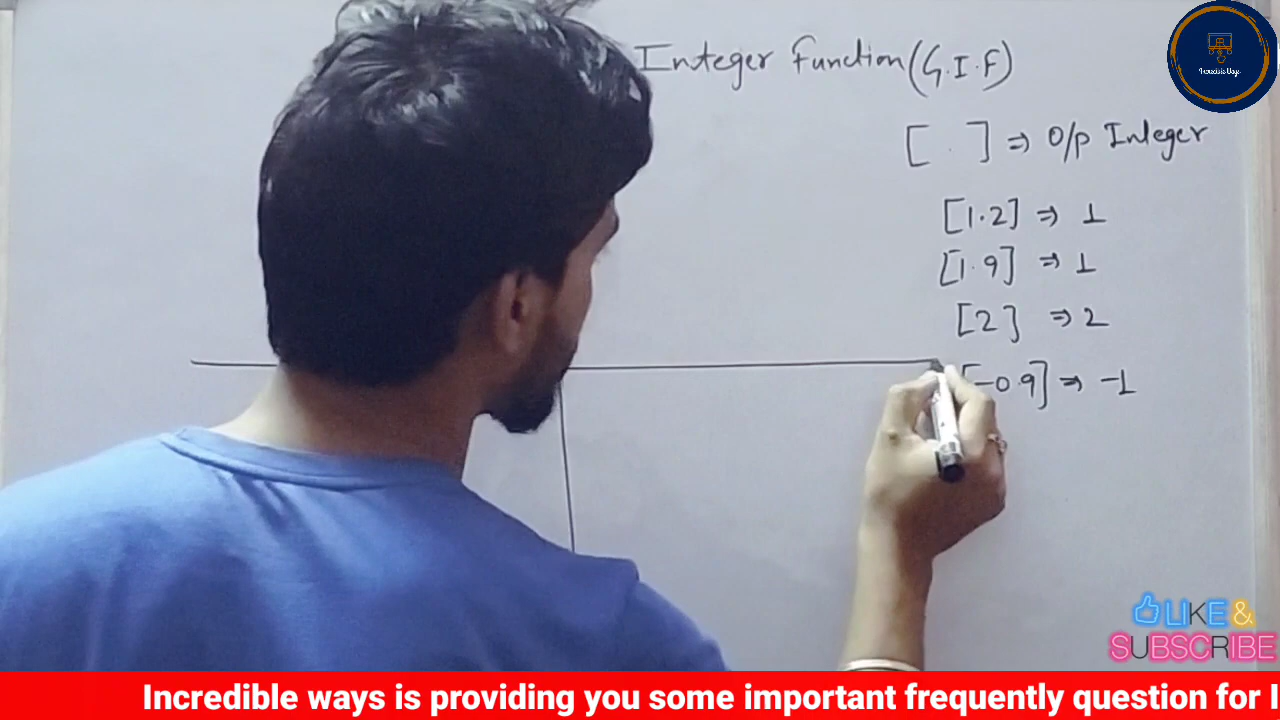 Integer Function (G.I.F)
[ . ] ⇒ O/p Integer
[1.2] ⇒ 1
[1.9] ⇒ 1
[2] ⇒ 2
[-0.9] ⇒ -1
LIKE &
SUBSCRIBE
Incredible ways is providing you some important frequently question for